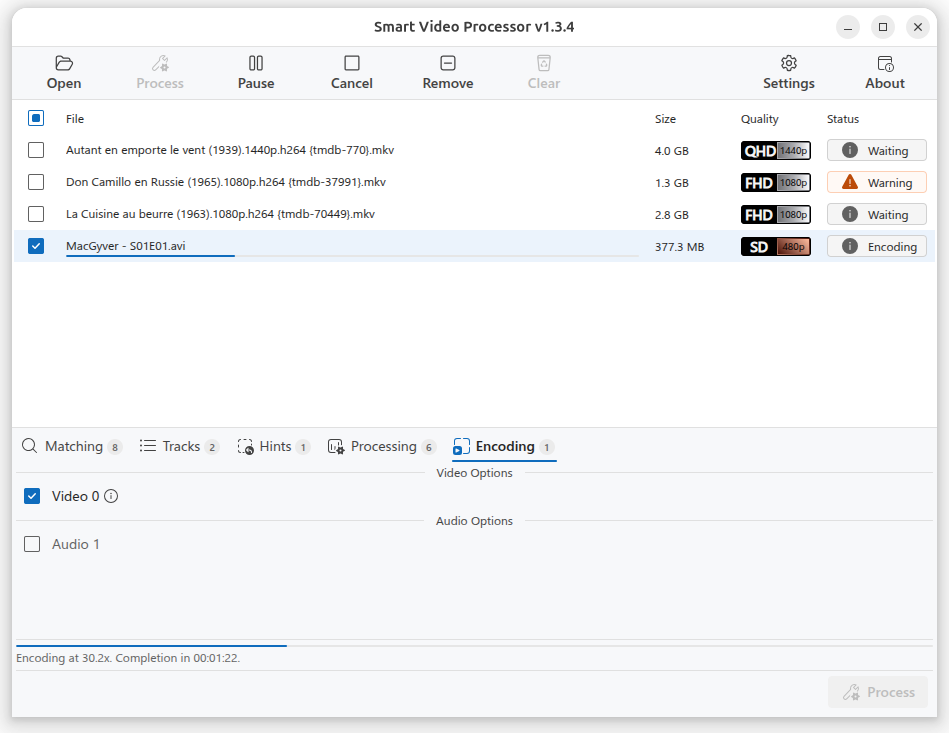 Smart Video Processor v1.3.4
Open Process Pause Cancel Remove Clear Settings About
File Size Quality Status
Autant en emporte le vent (1939).1440p.h264 {tmdb-770}.mkv 4.0 GB QHD 1440p Waiting
Don Camillo en Russie (1965).1080p.h264 {tmdb-37991}.mkv 1.3 GB FHD 1080p Warning
La Cuisine au beurre (1963).1080p.h264 {tmdb-70449}.mkv 2.8 GB FHD 1080p Waiting
MacGyver - S01E01.avi 377.3 MB SD 480p Encoding
Matching 8 Tracks 2 Hints 1 Processing 6 Encoding 1
Video Options
Video 0
Audio Options
Audio 1
Encoding at 30.2x. Completion in 00:01:22.
Process